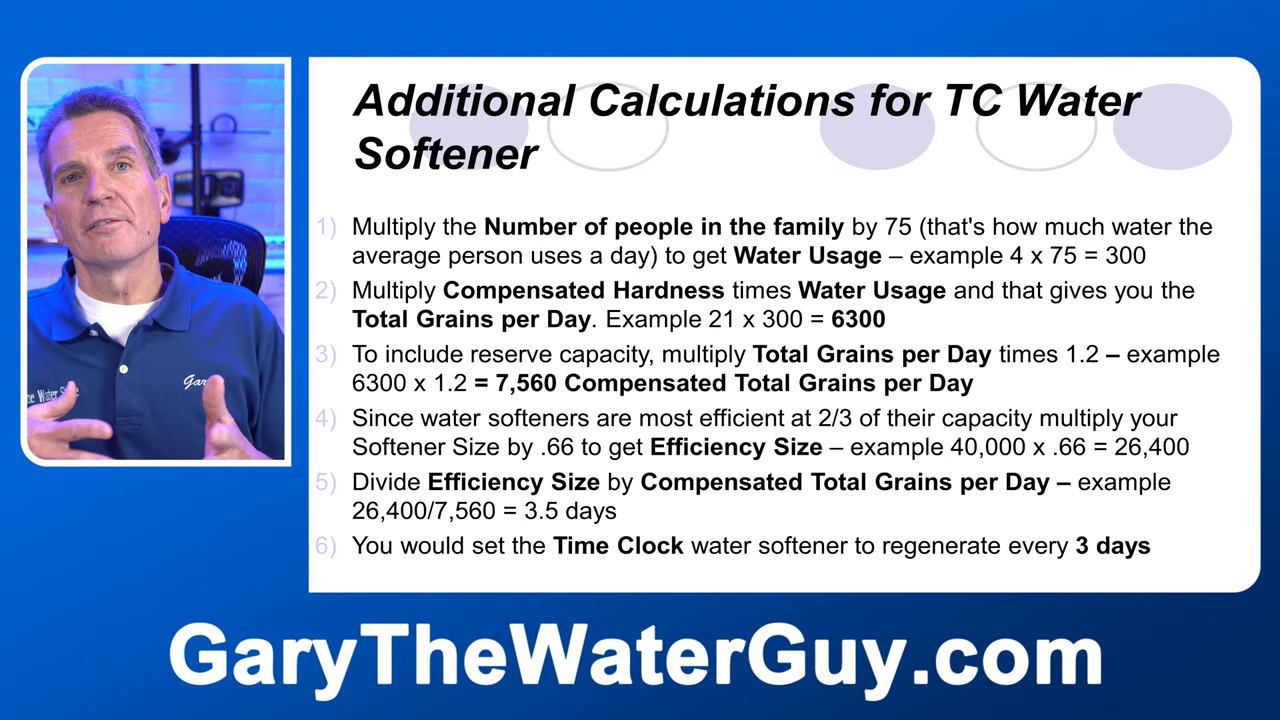 Additional Calculations for TC Water
Softener
1) Multiply the Number of people in the family by 75 (that's how much water the
average person uses a day) to get Water Usage – example 4 x 75 = 300
2) Multiply Compensated Hardness times Water Usage and that gives you the
Total Grains per Day. Example 21 x 300 = 6300
3) To include reserve capacity, multiply Total Grains per Day times 1.2 – example
6300 x 1.2 = 7,560 Compensated Total Grains per Day
4) Since water softeners are most efficient at 2/3 of their capacity multiply your
Softener Size by .66 to get Efficiency Size – example 40,000 x .66 = 26,400
5) Divide Efficiency Size by Compensated Total Grains per Day – example
26,400/7,560 = 3.5 days
6) You would set the Time Clock water softener to regenerate every 3 days
GaryTheWaterGuy.com